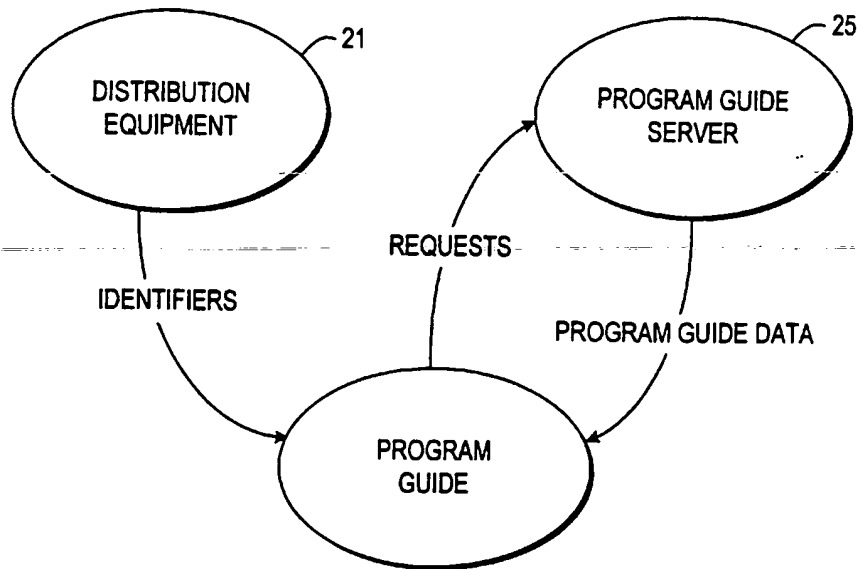 21
DISTRIBUTION
EQUIPMENT
25
PROGRAM GUIDE
SERVER
REQUESTS
IDENTIFIERS
PROGRAM GUIDE DATA
PROGRAM
GUIDE